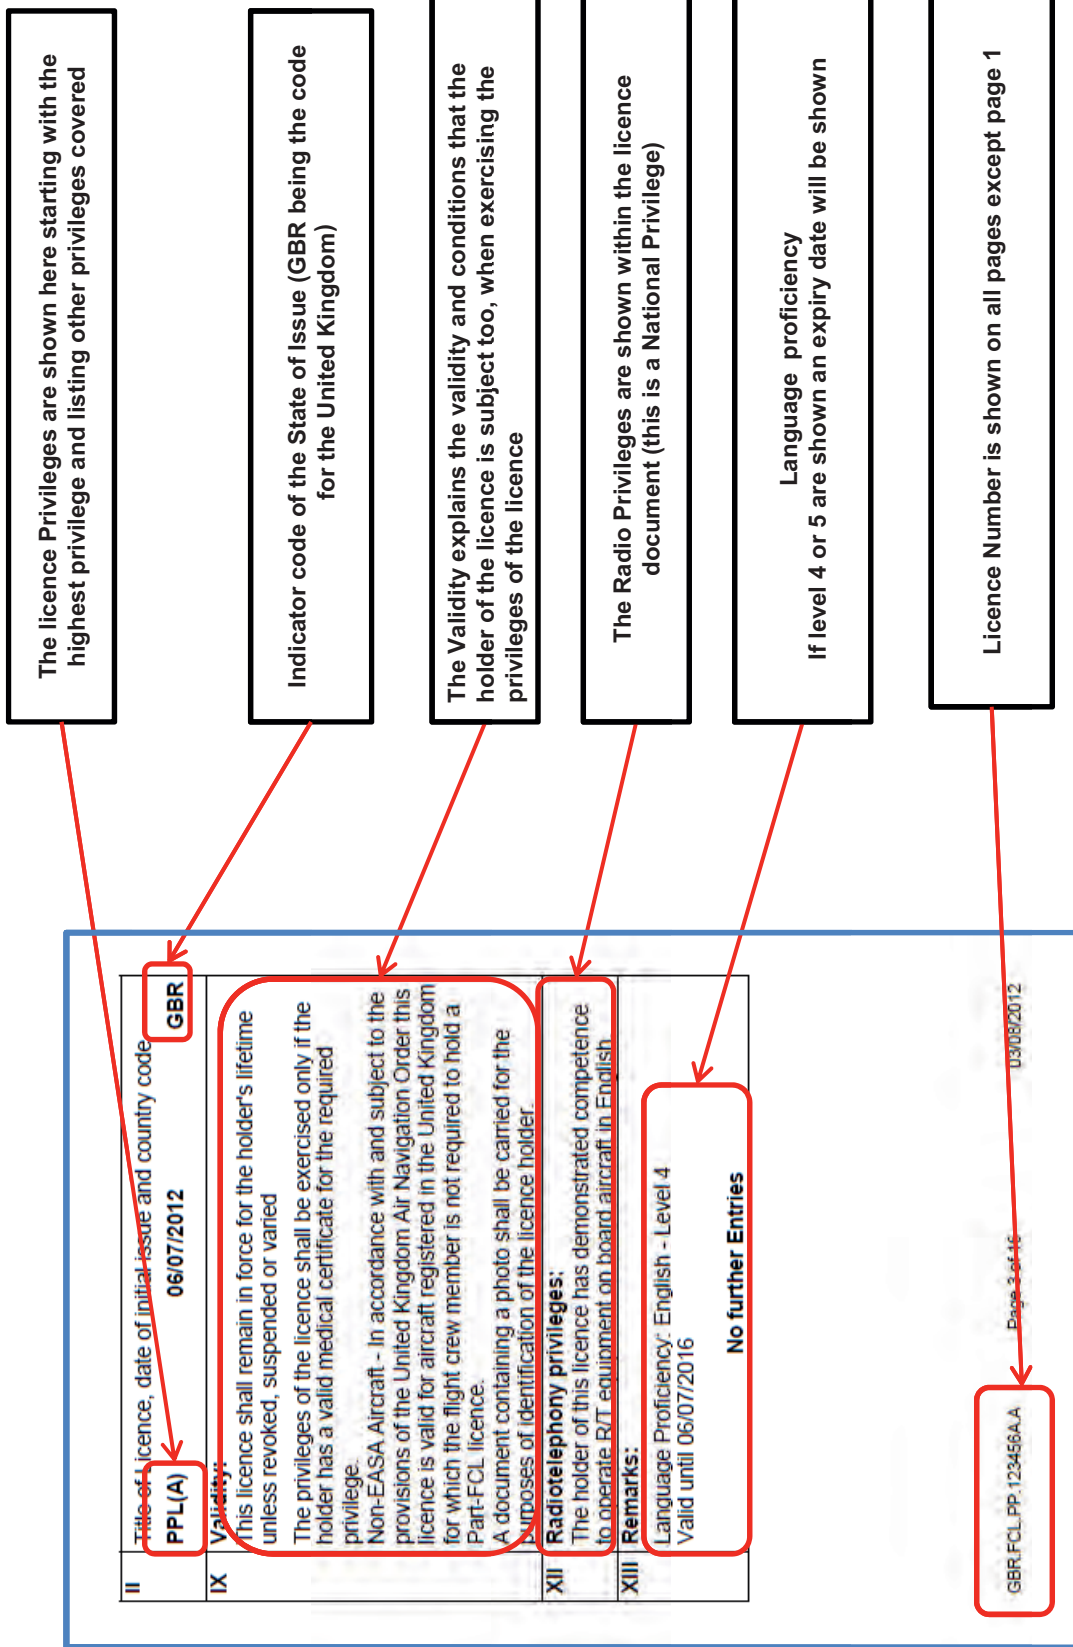 The licence Privileges are shown here starting with the
highest privilege and listing other privileges covered
Indicator code of the State of Issue (GBR being the code
for the United Kingdom)
The Validity explains the validity and conditions that the
holder of the licence is subject too, when exercising the
privileges of the licence
The Radio Privileges are shown within the licence
document (this is a National Privilege)
Language proficiency
If level 4 or 5 are shown an expiry date will be shown
Licence Number is shown on all pages except page 1
II
Title of Licence, date of initial issue and country code
PPL(A) 06/07/2012 GBR
IX Validity:
This licence shall remain in force for the holder's lifetime
unless revoked, suspended or varied
The privileges of the licence shall be exercised only if the
holder has a valid medical certificate for the required
privilege.
Non-EASA Aircraft - In accordance with and subject to the
provisions of the United Kingdom Air Navigation Order this
licence is valid for aircraft registered in the United Kingdom
for which the flight crew member is not required to hold a
Part-FCL licence.
A document containing a photo shall be carried for the
purposes of identification of the licence holder.
XII Radiotelephony privileges:
The holder of this licence has demonstrated competence
to operate R/T equipment on board aircraft in English
XIII Remarks:
Language Proficiency: English - Level 4
Valid until 06/07/2016
No further Entries
GBR.FCL.PP.123456A.A Page 3 of 16 03/08/2012